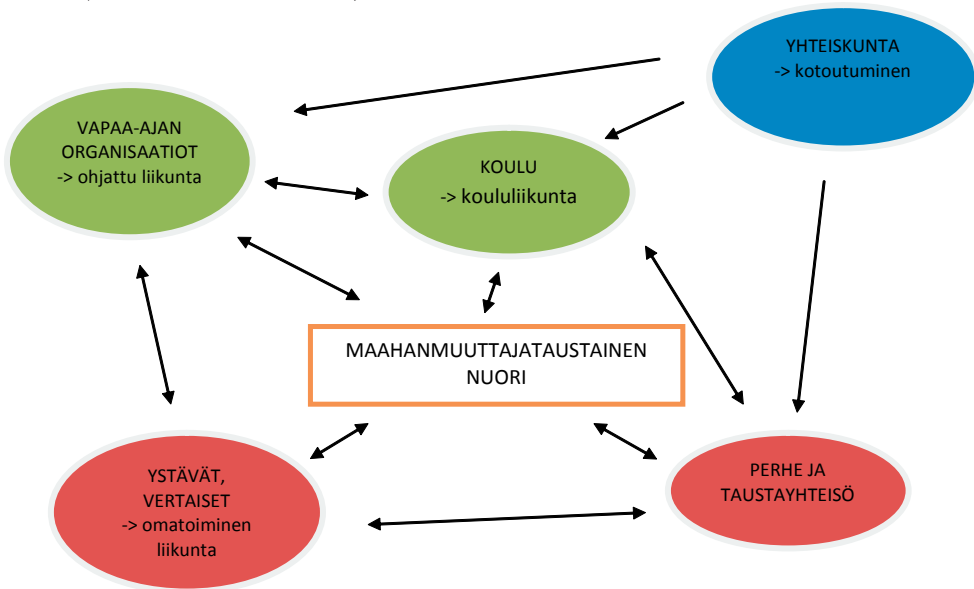 YHTEISKUNTA
-> kotoutuminen
VAPAA-AJAN
ORGANISAATIOT
-> ohjattu liikunta
KOULU
-> koululiikunta
MAAHANMUUTTAJATAUSTAINEN
NUORI
YSTÄVÄT,
VERTAISET
-> omatoiminen
liikunta
PERHE JA
TAUSTAYHTEISÖ